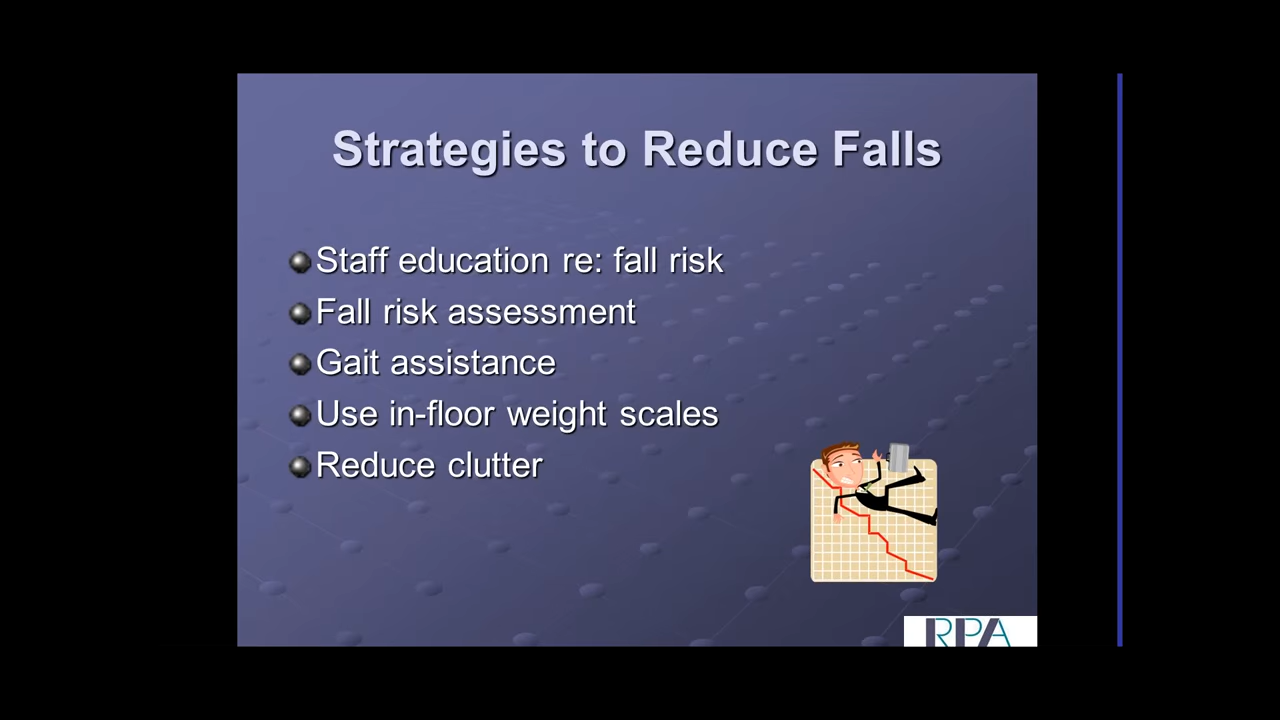 Strategies to Reduce Falls
Staff education re: fall risk
Fall risk assessment
Gait assistance
Use in-floor weight scales
Reduce clutter
RPA